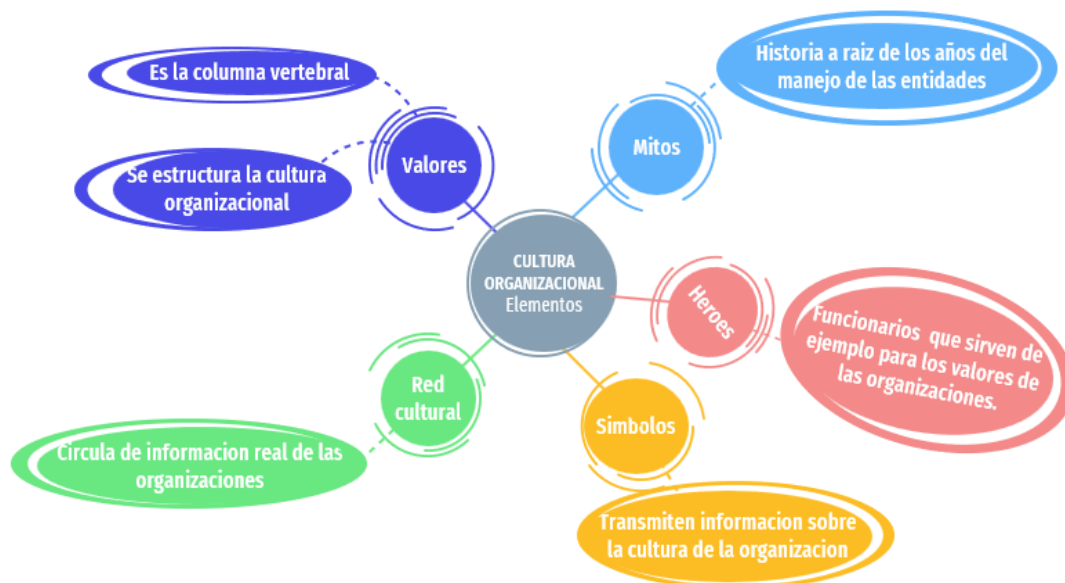 Es la columna vertebral
Se estructura la cultura
organizacional
Valores
Historia a raiz de los años del
manejo de las entidades
Mitos
CULTURA
ORGANIZACIONAL
Elementos
Heroes
Funcionarios que sirven de
ejemplo para los valores de
las organizaciones.
Red
cultural
Circula de informacion real de las
organizaciones
Simbolos
Transmiten informacion sobre
la cultura de la organizacion